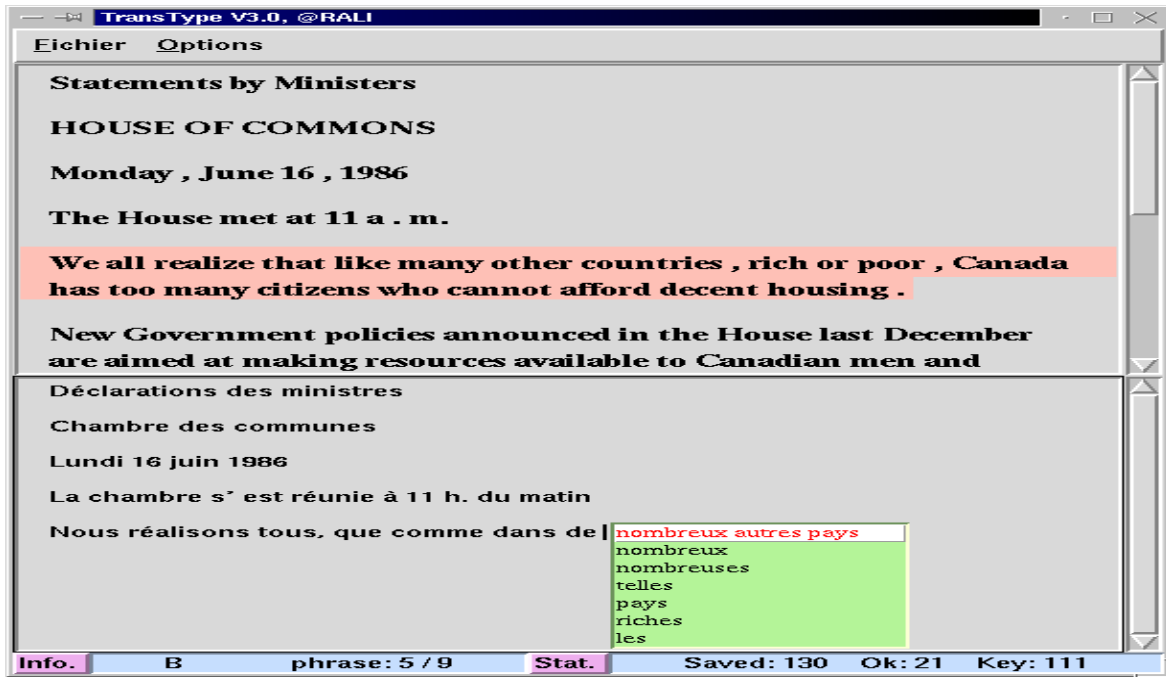 TransType V3.0, @RALI
Fichier Options
Statements by Ministers
HOUSE OF COMMONS
Monday , June 16 , 1986
The House met at 11 a . m.
We all realize that like many other countries , rich or poor , Canada
has too many citizens who cannot afford decent housing .
New Government policies announced in the House last December
are aimed at making resources available to Canadian men and
Déclarations des ministres
Chambre des communes
Lundi 16 juin 1986
La chambre s' est réunie à 11 h. du matin
Nous réalisons tous, que comme dans de nombreux autres pays
nombreux
nombreuses
telles
pays
riches
les
Info. B phrase: 5 / 9 Stat. Saved: 130 Ok: 21 Key: 111